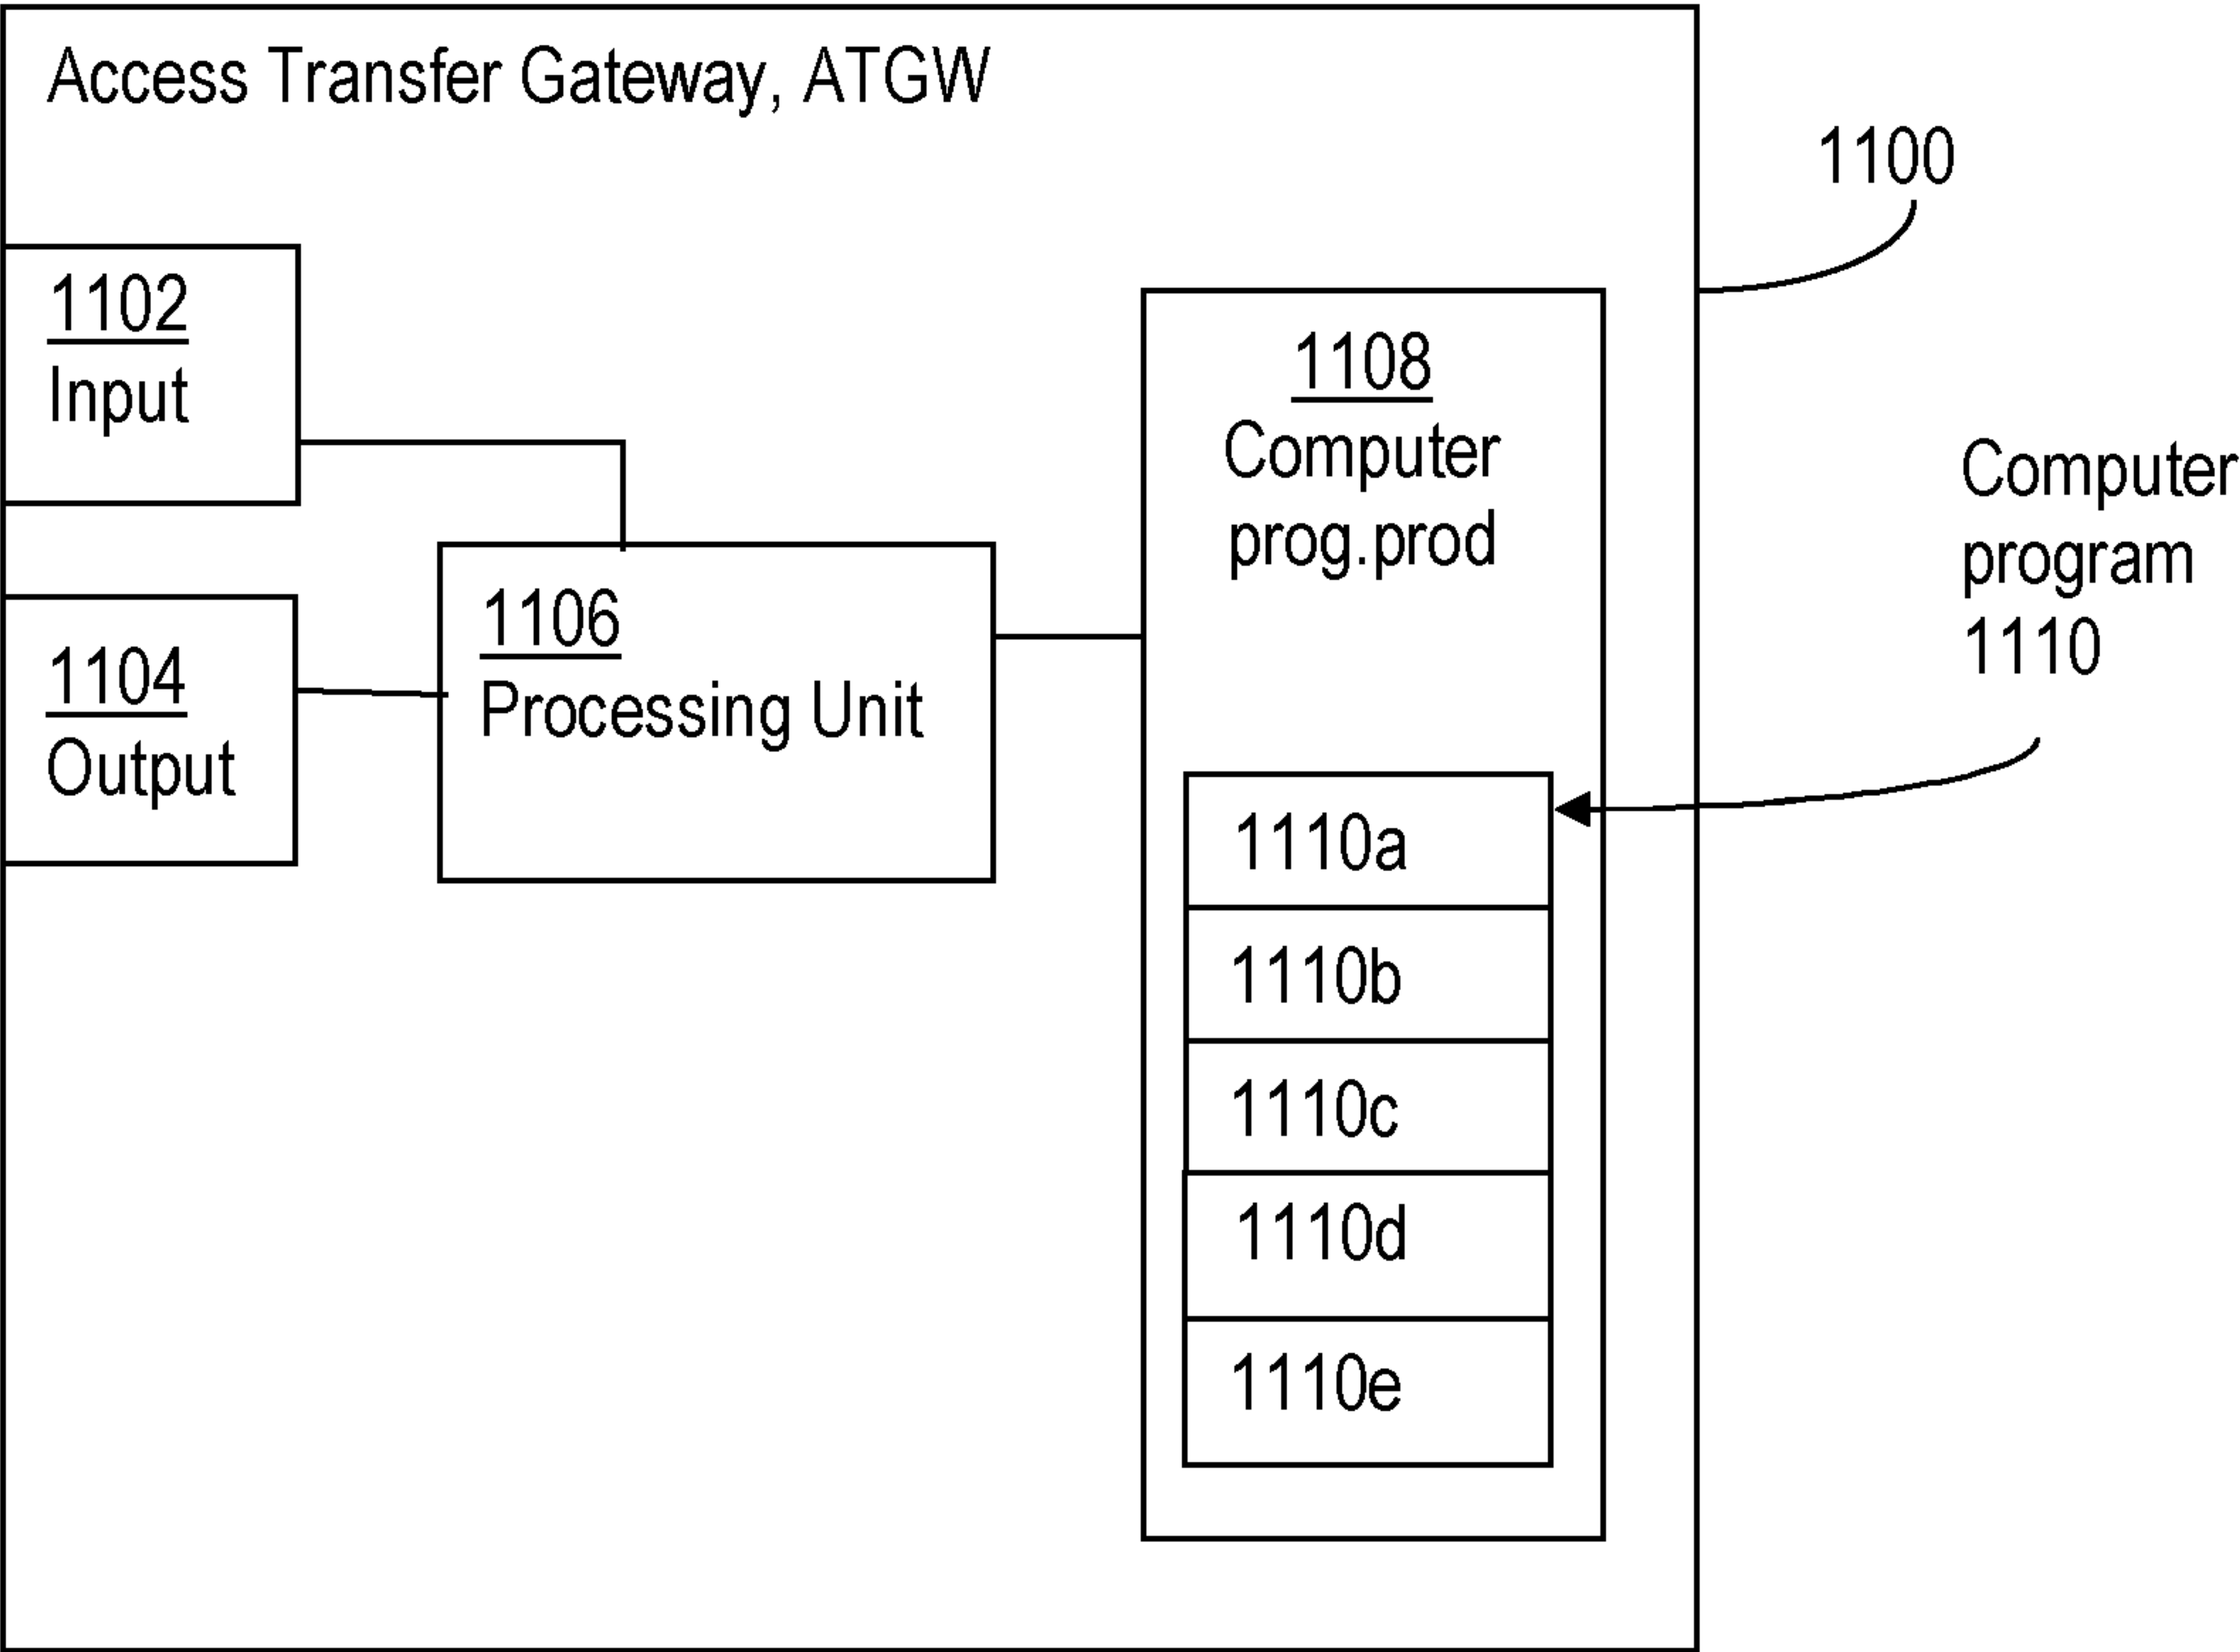 Access Transfer Gateway, ATGW
1100
1102
Input
1104
Output
1106
Processing Unit
1108
Computer
prog.prod
Computer
program
1110
1110a
1110b
1110c
1110d
1110e